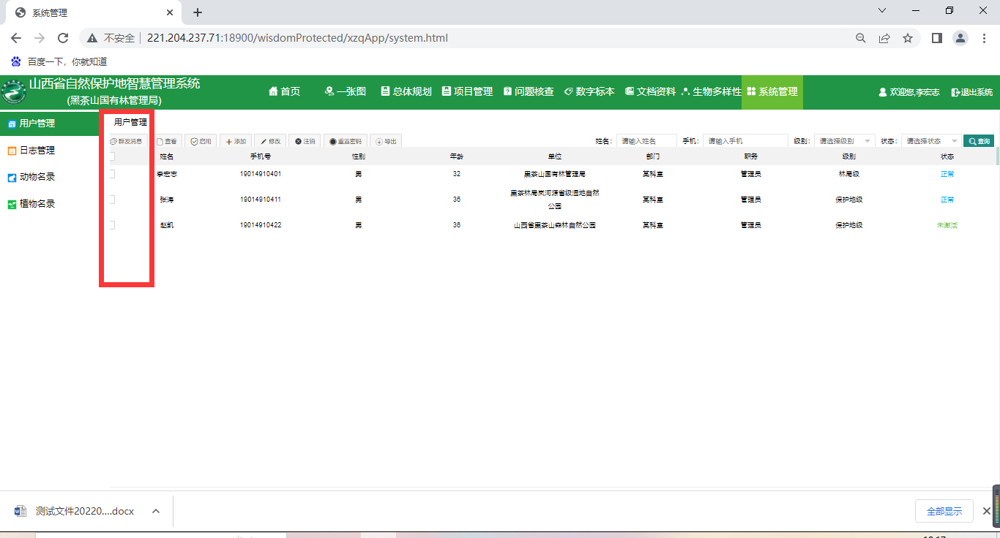 系统管理
不安全 221.204.237.71:18900/wisdomProtected/xzqApp/system.html
百度一下，你就知道
山西省自然保护地智慧管理系统
(黑茶山国有林管理局)
首页 一张图 总体规划 项目管理 问题核查 数字标本 文档资料 生物多样性 系统管理 欢迎您,李宏志 退出系统
用户管理
日志管理
动物名录
植物名录
用户管理
群发消息 查看 启用 添加 修改 注销 重置密码 导出 姓名： 请输入姓名 手机： 请输入手机 级别： 请选择级别 状态： 请选择状态 查询
姓名 手机号 性别 年龄 单位 部门 职务 级别 状态
李宏志 19014910401 男 32 黑茶山国有林管理局 某科室 管理员 林局级 正常
张涛 19014910411 男 36 黑茶林局岚河源省级湿地自然公园 某科室 管理员 保护地级 正常
赵凯 19014910422 男 36 山西省黑茶山森林自然公园 某科室 管理员 保护地级 未激活
测试文件20220....docx
全部显示